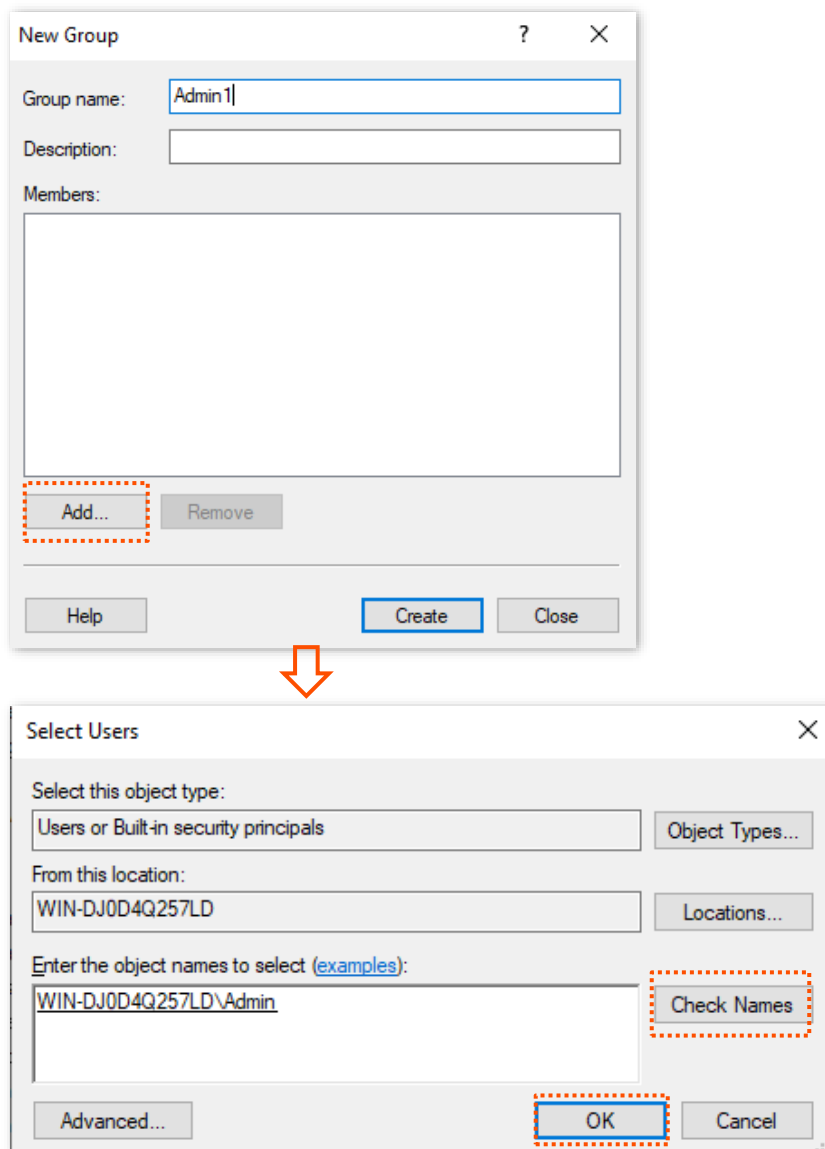 New Group ?
Group name: Admin1
Description:
Members:
Add... Remove
Help Create Close
Select Users
Select this object type:
Users or Built-in security principals Object Types...
From this location:
WIN-DJ0D4Q257LD Locations...
Enter the object names to select (examples):
WIN-DJ0D4Q257LD\Admin Check Names
Advanced... OK Cancel